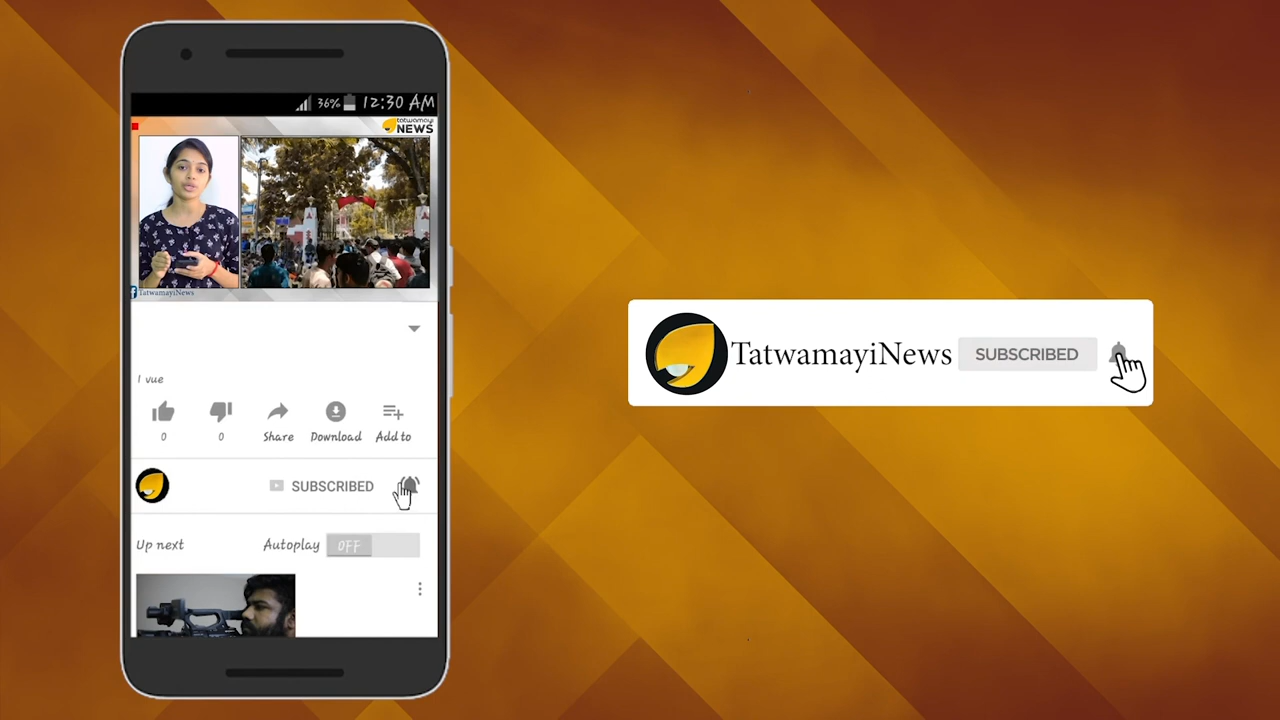 36% 12:30 AM
tatwamayi
NEWS
TatwamayiNews
1 vue
0 0 Share Download Add to
SUBSCRIBED
Up next Autoplay OFF
TatwamayiNews SUBSCRIBED